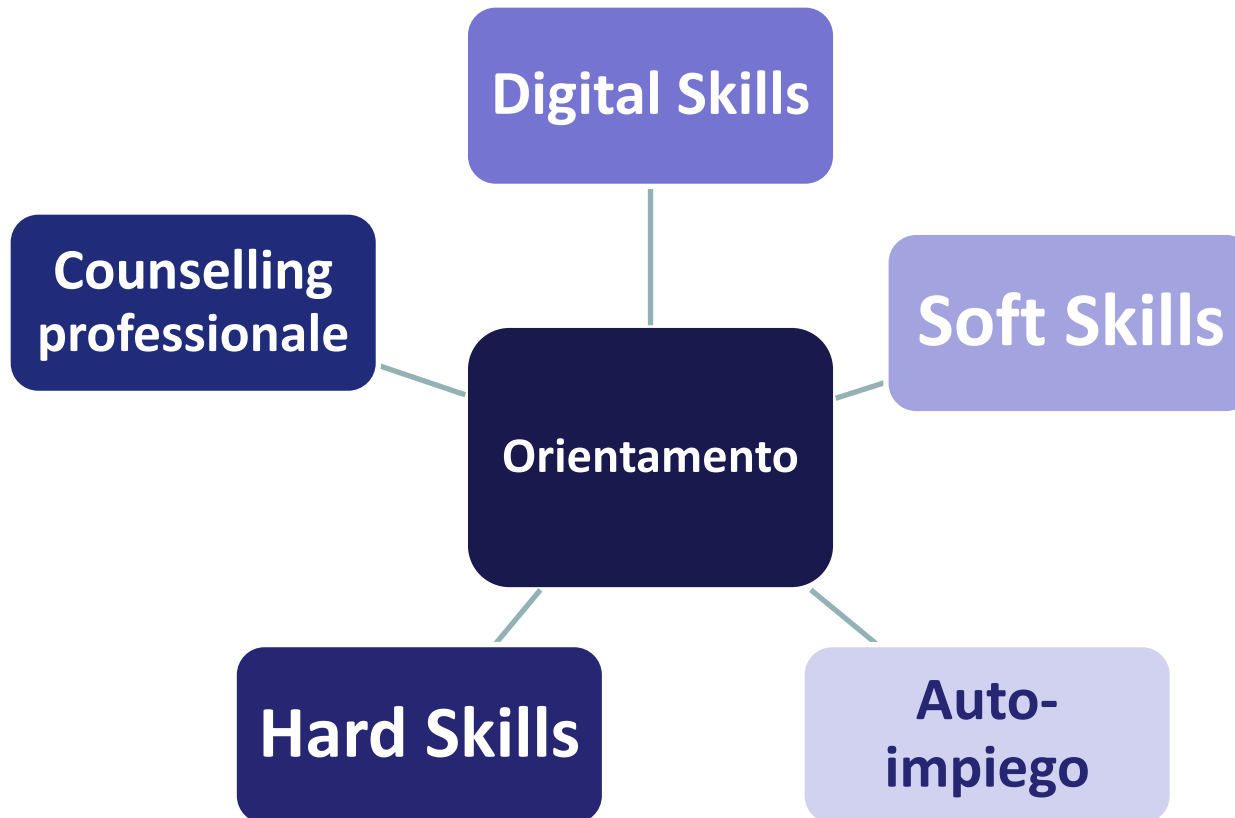 Digital Skills
Counselling
professionale
Soft Skills
Orientamento
Hard Skills
Auto-
impiego